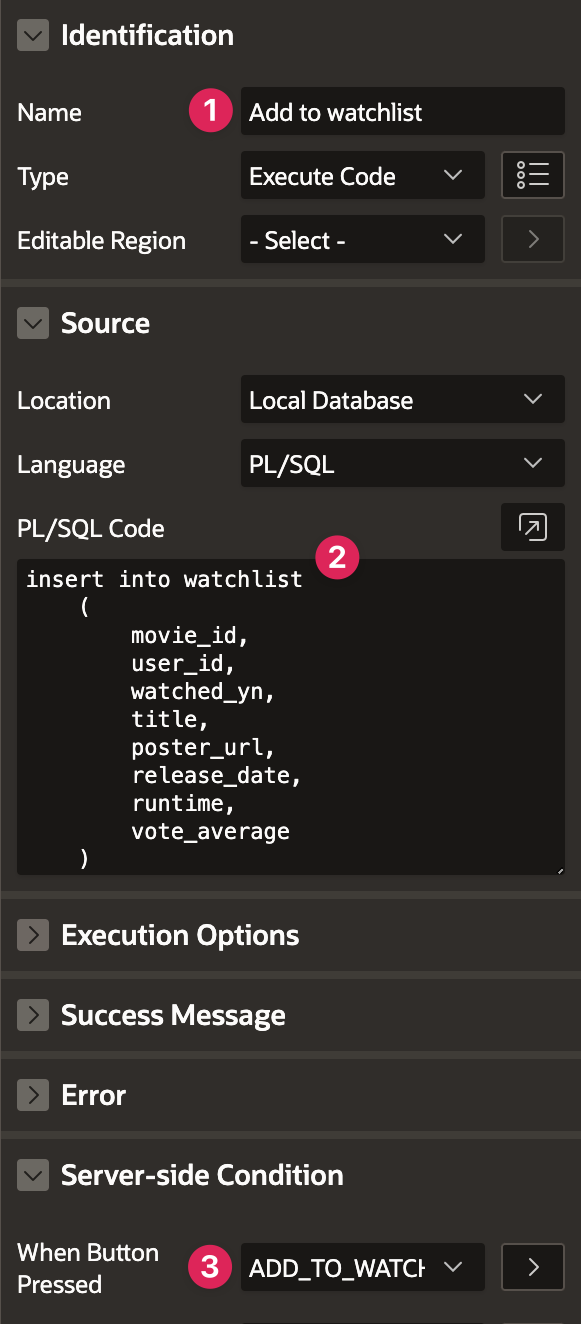 Identification
Name 1 Add to watchlist
Type Execute Code
Editable Region - Select -
Source
Location Local Database
Language PL/SQL
PL/SQL Code
2
insert into watchlist
(
movie_id,
user_id,
watched_yn,
title,
poster_url,
release_date,
runtime,
vote_average
)
Execution Options
Success Message
Error
Server-side Condition
When Button
Pressed 3 ADD_TO_WATCH